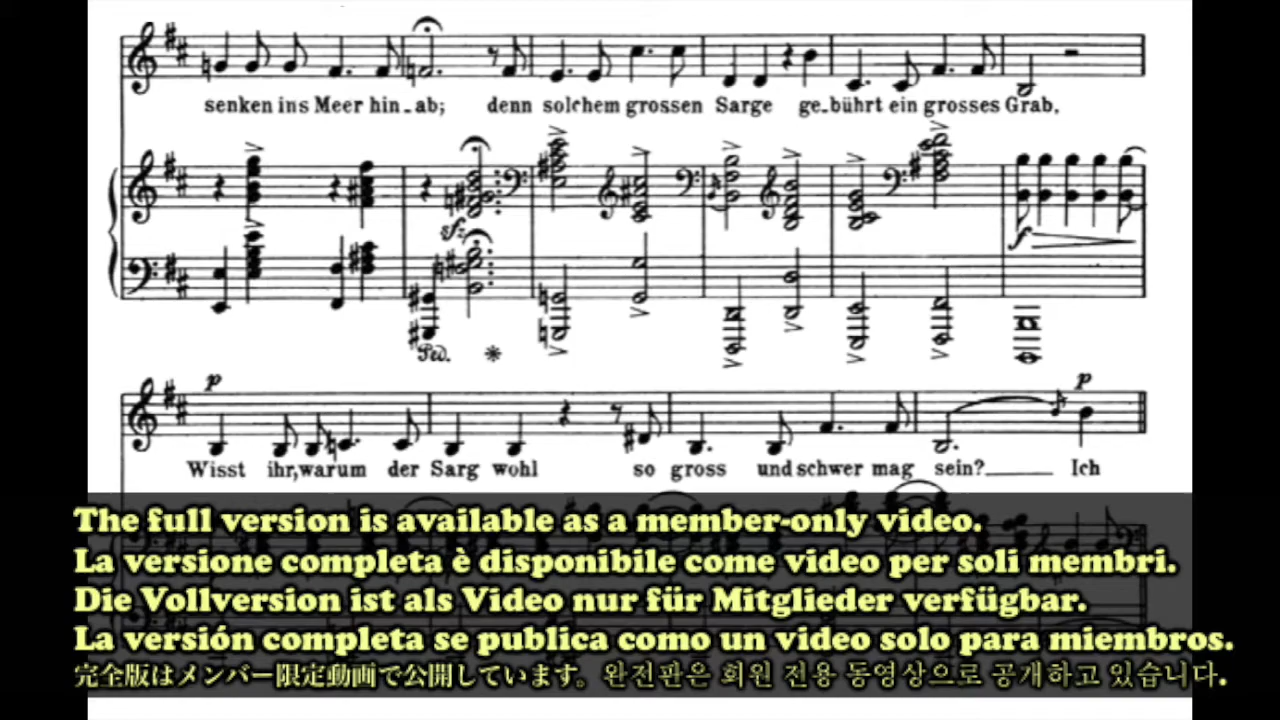 senken ins Meer hin_ab; denn solchem grossen Sarge ge_bührt ein grosses Grab.
sfz
f
Ped. *
p p
Wisst ihr, warum der Sarg wohl so gross und schwer mag sein?____ Ich
The full version is available as a member-only video.
La versione completa è disponibile come video per soli membri.
Die Vollversion ist als Video nur für Mitglieder verfügbar.
La versión completa se publica como un video solo para miembros.
完全版はメンバー限定動画で公開しています。완전판은 회원 전용 동영상으로 공개하고 있습니다.